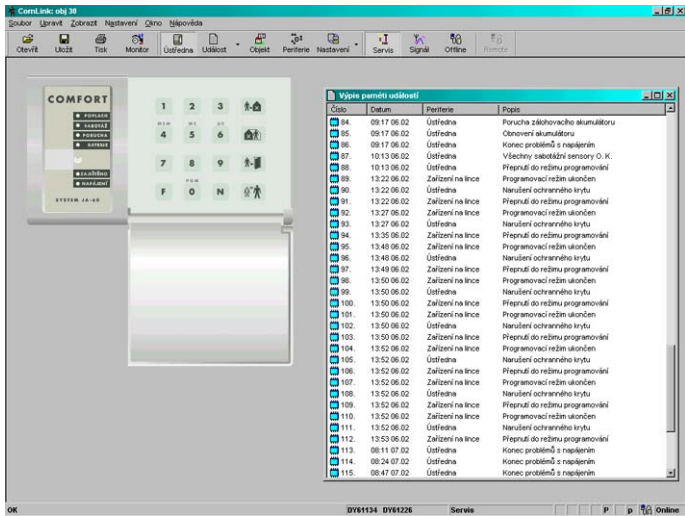 ComLink: obj 30
Soubor Upravit Zobrazit Nastavení Okno Nápověda
Otevřít Uložit Tisk Monitor Ústředna Událost Objekt Periferie Nastavení Servis Signál Offline Remote
COMFORT
POPLACH
SABOTÁŽ
PORUCHA
BATERIE
ZAJIŠTĚNO
NAPÁJENÍ
SYSTEM JA-60
1 2 3
MEM
4 5 6
7 8 9
PGM
F 0 N
Výpis paměti událostí
Číslo Datum Periferie Popis
84. 09:17 06.02 Ústředna Porucha zálohovacího akumulátoru
85. 09:17 06.02 Ústředna Obnovení akumulátoru
86. 09:17 06.02 Ústředna Konec problémů s napájením
87. 10:13 06.02 Ústředna Všechny sabotážní sensory O. K.
88. 10:13 06.02 Ústředna Přepnutí do režimu programování
89. 13:22 06.02 Zařízení na lince Programovací režim ukončen
90. 13:22 06.02 Ústředna Narušení ochranného krytu
91. 13:22 06.02 Zařízení na lince Přepnutí do režimu programování
92. 13:27 06.02 Zařízení na lince Programovací režim ukončen
93. 13:27 06.02 Ústředna Narušení ochranného krytu
94. 13:35 06.02 Zařízení na lince Přepnutí do režimu programování
95. 13:48 06.02 Zařízení na lince Programovací režim ukončen
96. 13:48 06.02 Ústředna Narušení ochranného krytu
97. 13:49 06.02 Zařízení na lince Přepnutí do režimu programování
98. 13:50 06.02 Zařízení na lince Programovací režim ukončen
99. 13:50 06.02 Ústředna Narušení ochranného krytu
100. 13:50 06.02 Zařízení na lince Přepnutí do režimu programování
101. 13:50 06.02 Zařízení na lince Programovací režim ukončen
102. 13:50 06.02 Ústředna Narušení ochranného krytu
103. 13:50 06.02 Zařízení na lince Přepnutí do režimu programování
104. 13:52 06.02 Zařízení na lince Programovací režim ukončen
105. 13:52 06.02 Ústředna Narušení ochranného krytu
106. 13:52 06.02 Zařízení na lince Přepnutí do režimu programování
107. 13:52 06.02 Zařízení na lince Programovací režim ukončen
108. 13:52 06.02 Ústředna Narušení ochranného krytu
109. 13:52 06.02 Zařízení na lince Přepnutí do režimu programování
110. 13:52 06.02 Zařízení na lince Programovací režim ukončen
111. 13:52 06.02 Ústředna Narušení ochranného krytu
112. 13:53 06.02 Zařízení na lince Přepnutí do režimu programování
113. 08:11 07.02 Ústředna Konec problémů s napájením
114. 08:24 07.02 Ústředna Konec problémů s napájením
115. 08:47 07.02 Ústředna Konec problémů s napájením
OK DY61134 DY61226 Servis P p Online